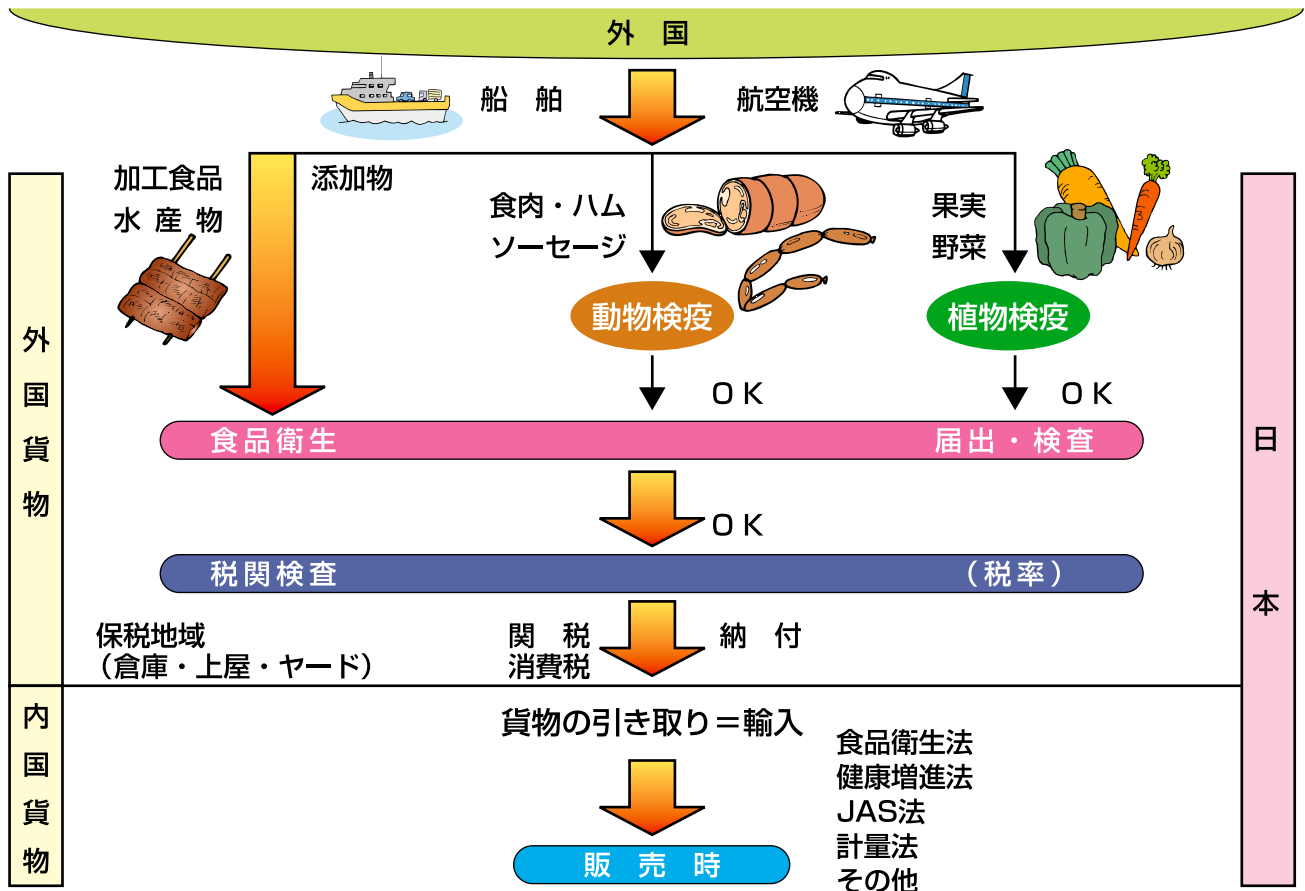 外国
船舶
航空機
加工食品
水産物
添加物
食肉・ハム
ソーセージ
果実
野菜
動物検疫
植物検疫
OK
OK
食品衛生
届出・検査
OK
税関検査
（税率）
保税地域
（倉庫・上屋・ヤード）
関税
消費税
納付
外国貨物
日本
内国貨物
貨物の引き取り＝輸入
食品衛生法
健康増進法
JAS法
計量法
その他
販売時